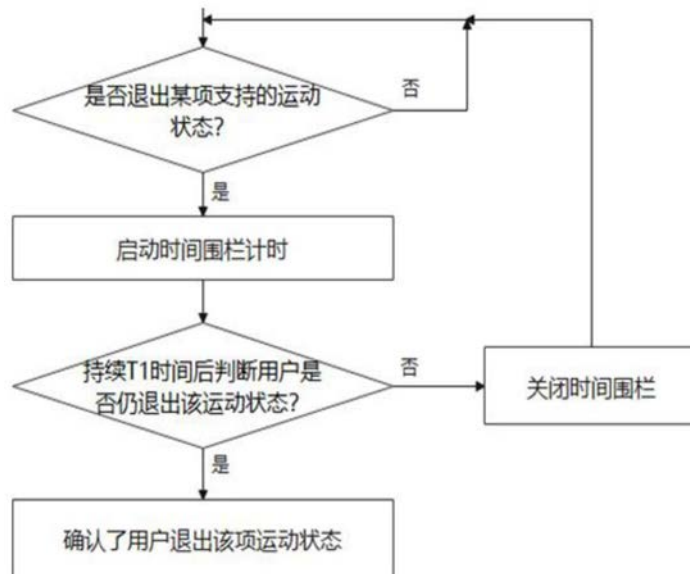 是否退出某项支持的运动
状态?
否
是
启动时间围栏计时
持续T1时间后判断用户是
否仍退出该运动状态?
否
关闭时间围栏
是
确认了用户退出该项运动状态